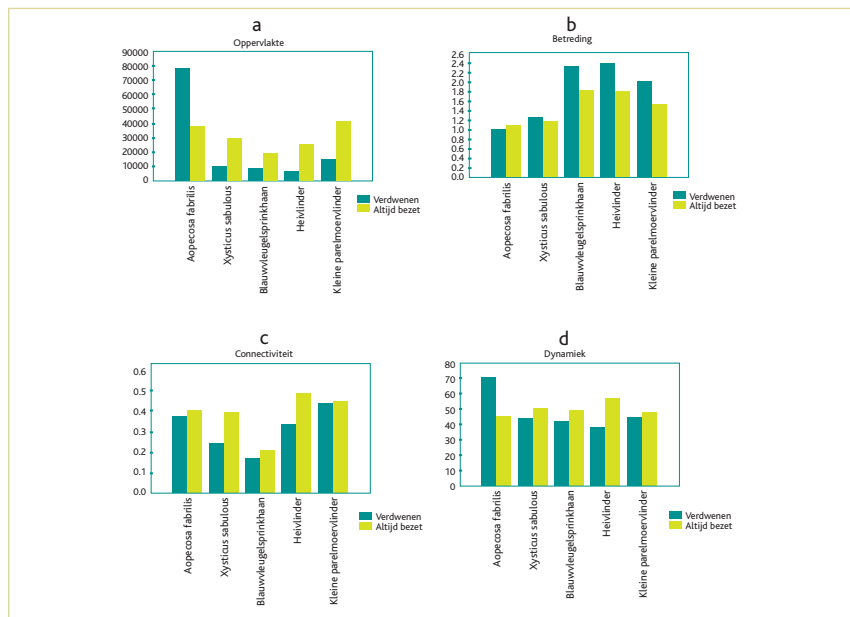 a
Oppervlakte
90000
80000
70000
60000
50000
40000
30000
20000
10000
0
Aopecosa fabrilis
Xysticus sabulous
Blauwvleugelsprinkhaan
Heivlinder
Kleine parelmoervlinder
Verdwenen
Altijd bezet
b
Betreding
2.6
2.4
2.2
2.0
1.8
1.6
1.4
1.2
1.0
0.8
0.6
0.4
0.2
0.0
Aopecosa fabrilis
Xysticus sabulous
Blauwvleugelsprinkhaan
Heivlinder
Kleine parelmoervlinder
Verdwenen
Altijd bezet
c
Connectiviteit
0.6
0.5
0.4
0.3
0.2
0.1
0.0
Aopecosa fabrilis
Xysticus sabulous
Blauwvleugelsprinkhaan
Heivlinder
Kleine parelmoervlinder
Verdwenen
Altijd bezet
d
Dynamiek
80
70
60
50
40
30
20
10
0
Aopecosa fabrilis
Xysticus sabulous
Blauwvleugelsprinkhaan
Heivlinder
Kleine parelmoervlinder
Verdwenen
Altijd bezet